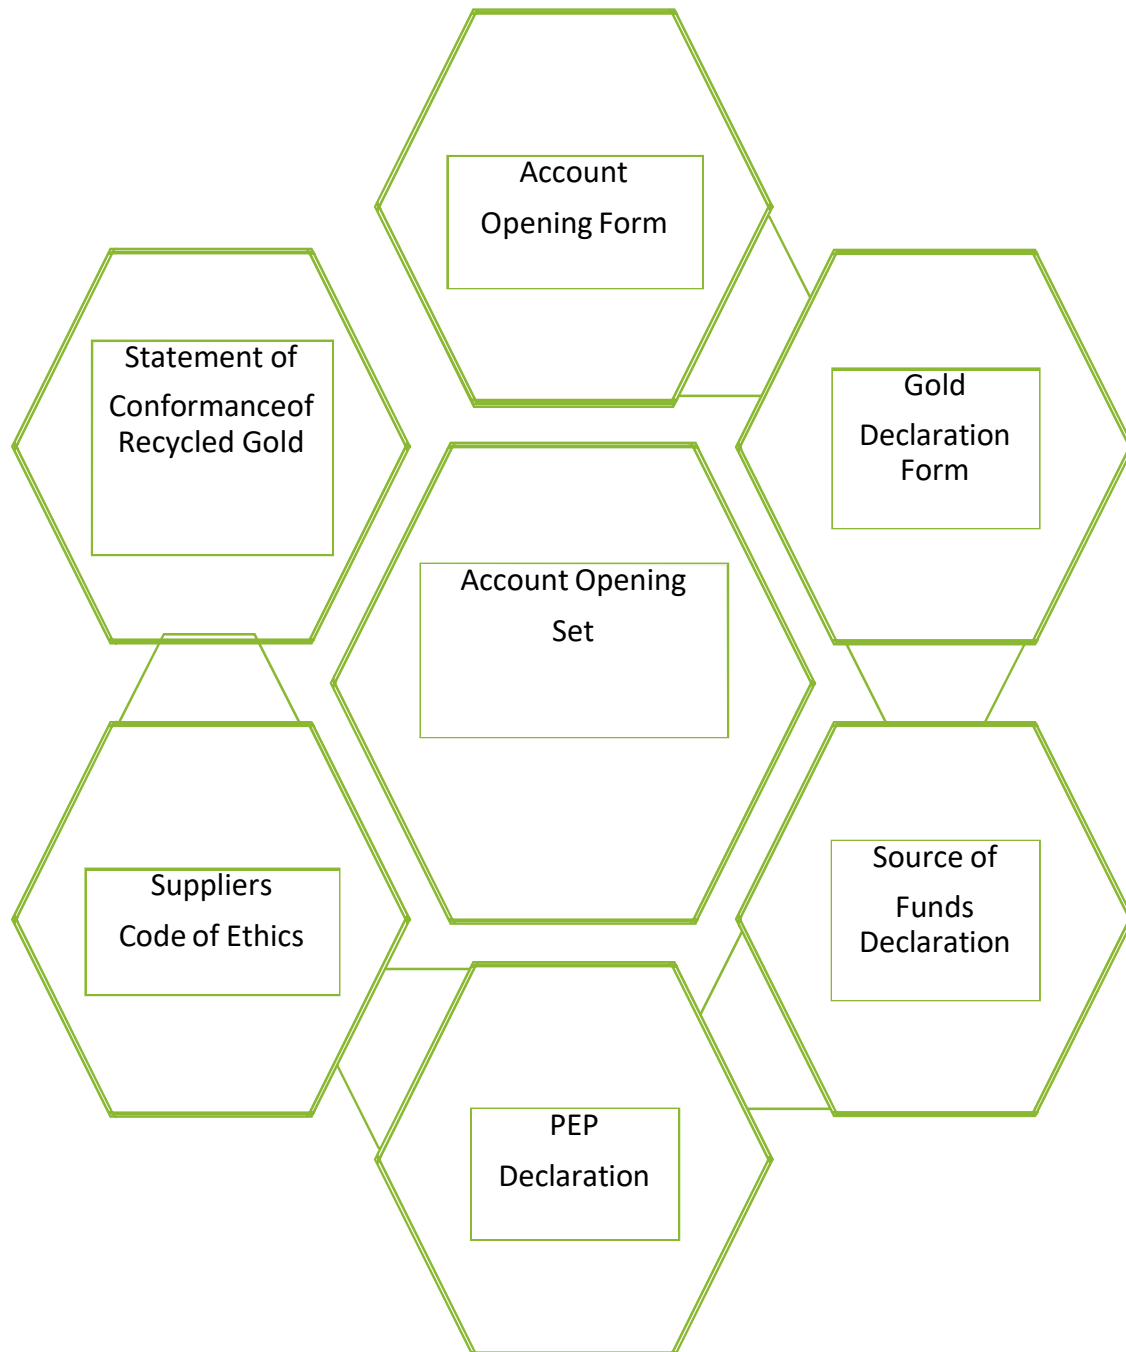 Account
Opening Form
Statement of
Conformanceof
Recycled Gold
Gold
Declaration
Form
Account Opening
Set
Suppliers
Code of Ethics
Source of
Funds
Declaration
PEP
Declaration